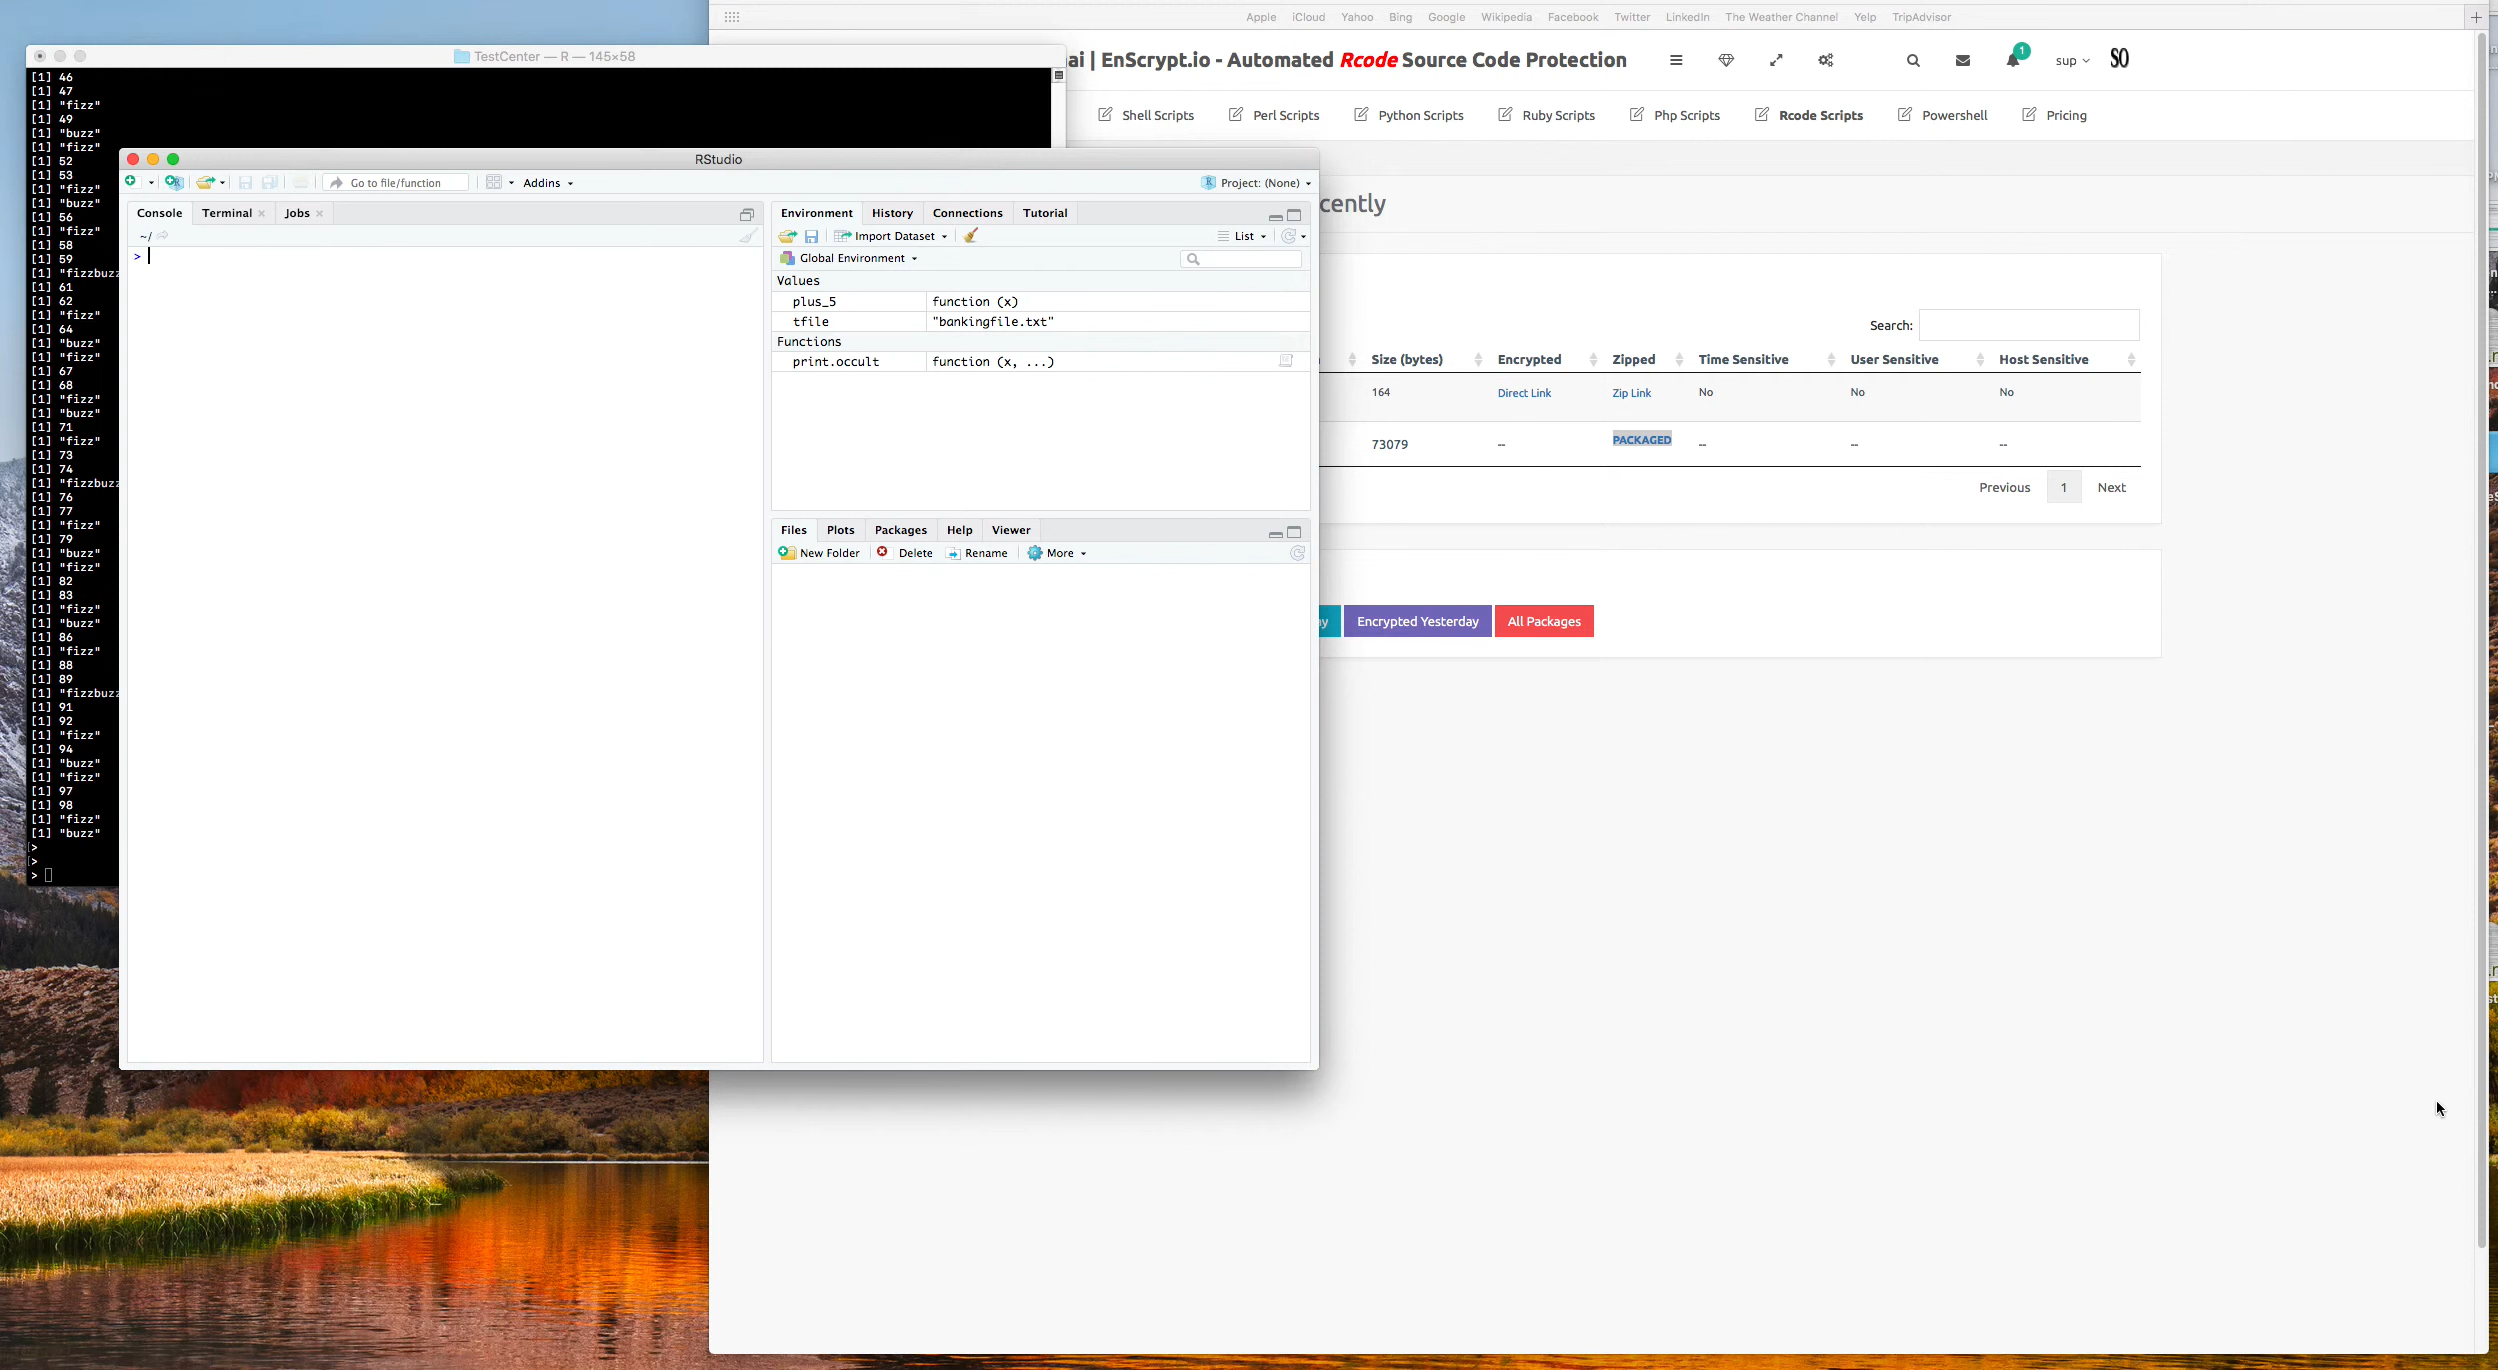 Apple iCloud Yahoo Bing Google Wikipedia Facebook Twitter LinkedIn The Weather Channel Yelp TripAdvisor
ai | EnScrypt.io - Automated Rcode Source Code Protection
1
sup
SO
Shell Scripts Perl Scripts Python Scripts Ruby Scripts Php Scripts Rcode Scripts Powershell Pricing
cently
Search:
Size (bytes) Encrypted Zipped Time Sensitive User Sensitive Host Sensitive
164 Direct Link Zip Link No No No
73079 -- PACKAGED -- -- --
Previous 1 Next
ay Encrypted Yesterday All Packages
TestCenter — R — 145×58
[1] 46
[1] 47
[1] "fizz"
[1] 49
[1] "buzz"
[1] "fizz"
[1] 52
[1] 53
[1] "fizz"
[1] "buzz"
[1] 56
[1] "fizz"
[1] 58
[1] 59
[1] "fizzbuzz
[1] 61
[1] 62
[1] "fizz"
[1] 64
[1] "buzz"
[1] "fizz"
[1] 67
[1] 68
[1] "fizz"
[1] "buzz"
[1] 71
[1] "fizz"
[1] 73
[1] 74
[1] "fizzbuzz
[1] 76
[1] 77
[1] "fizz"
[1] 79
[1] "buzz"
[1] "fizz"
[1] 82
[1] 83
[1] "fizz"
[1] "buzz"
[1] 86
[1] "fizz"
[1] 88
[1] 89
[1] "fizzbuzz
[1] 91
[1] 92
[1] "fizz"
[1] 94
[1] "buzz"
[1] "fizz"
[1] 97
[1] 98
[1] "fizz"
[1] "buzz"
[>
[>
>
RStudio
Go to file/function Addins Project: (None)
Console Terminal Jobs
~/
>
Environment History Connections Tutorial
Import Dataset List
Global Environment
Values
plus_5 function (x)
tfile "bankingfile.txt"
Functions
print.occult function (x, ...)
Files Plots Packages Help Viewer
New Folder Delete Rename More